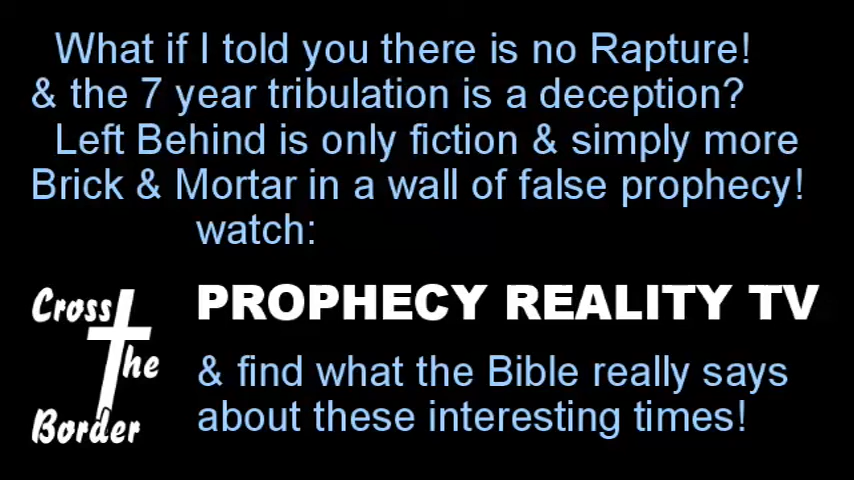 What if I told you there is no Rapture!
& the 7 year tribulation is a deception?
Left Behind is only fiction & simply more
Brick & Mortar in a wall of false prophecy!
watch:
Cross
The
Border
PROPHECY REALITY TV
& find what the Bible really says
about these interesting times!